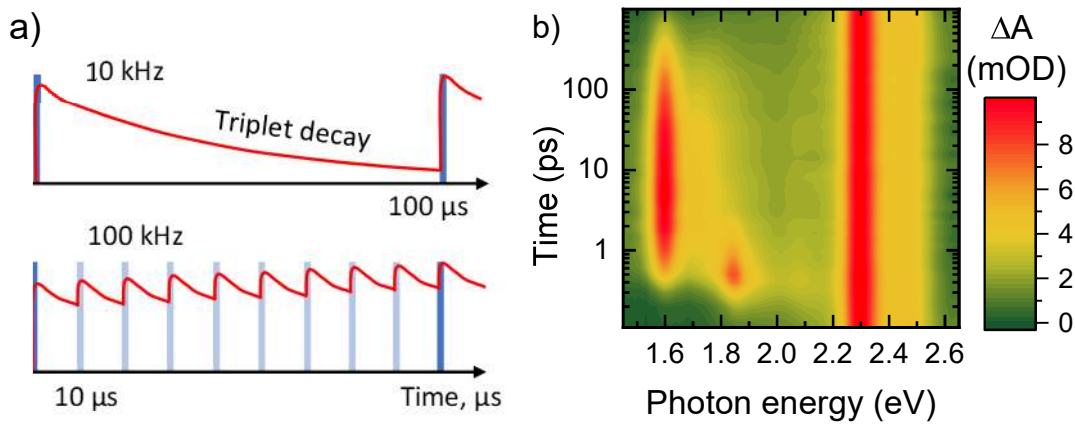 a)
10 kHz
Triplet decay
100 µs
100 kHz
10 µs
Time, µs
b)
Time (ps)
100
10
1
1.6 1.8 2.0 2.2 2.4 2.6
Photon energy (eV)
ΔA
(mOD)
8
6
4
2
0